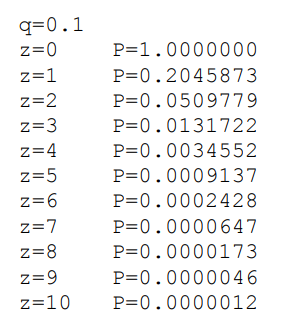 q=0.1
z=0 P=1.0000000
z=1 P=0.2045873
z=2 P=0.0509779
z=3 P=0.0131722
z=4 P=0.0034552
z=5 P=0.0009137
z=6 P=0.0002428
z=7 P=0.0000647
z=8 P=0.0000173
z=9 P=0.0000046
z=10 P=0.0000012